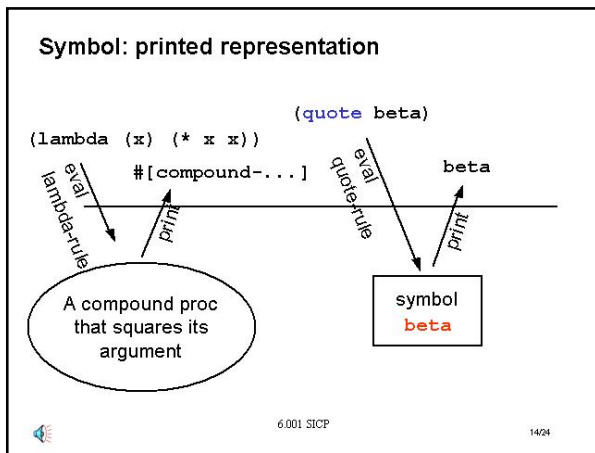 Symbol: printed representation
(quote beta)
(lambda (x) (* x x))
#[compound-...]
beta
eval
lambda-rule
print
eval
quote-rule
print
A compound proc
that squares its
argument
symbol
beta
6.001 SICP
14/24